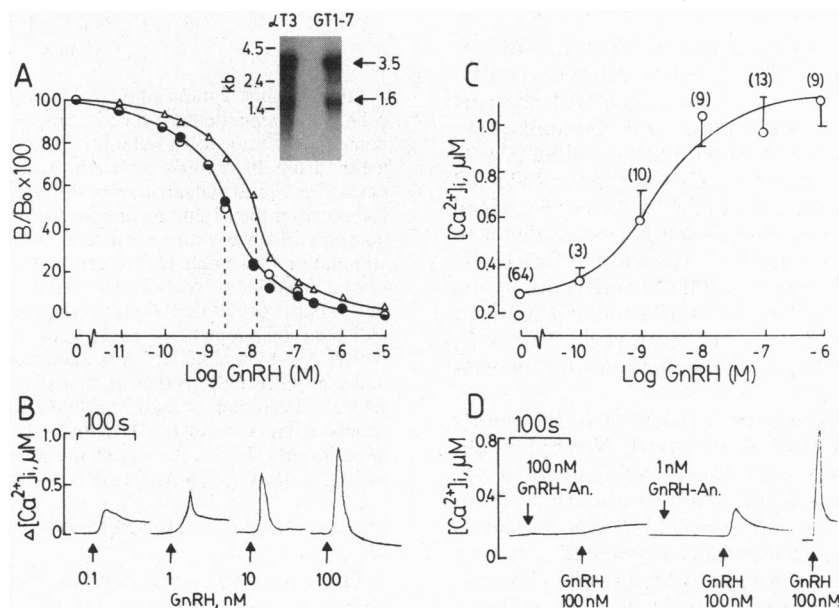 A
αT3 GT1-7
kb
4.5
2.4
1.4
3.5
1.6
B/B₀ x100
100
80
60
40
20
0
0 -11 -10 -9 -8 -7 -6 -5
Log GnRH (M)
B
100s
Δ[Ca²⁺]i, μM
1.0
0.5
0
0.1 1 10 100
GnRH, nM
C
[Ca²⁺]i, μM
1.0
0.8
0.6
0.4
0.2
(64) (3) (10) (9) (13) (9)
0 -10 -9 -8 -7 -6
Log GnRH (M)
D
100s
[Ca²⁺]i, μM
0.8
0.4
0
100 nM
GnRH-An.
1 nM
GnRH-An.
GnRH
100 nM
GnRH
100 nM
GnRH
100 nM